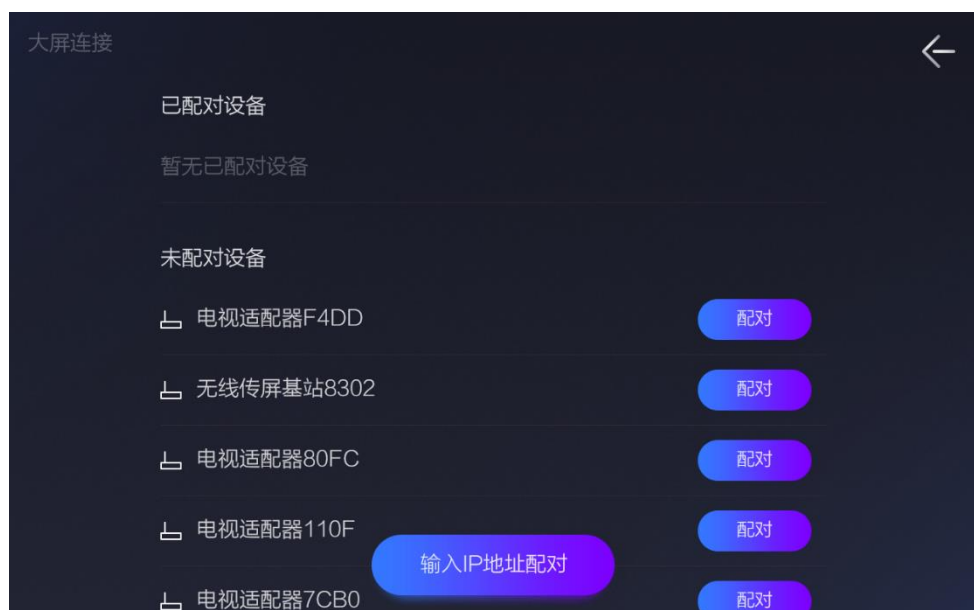 大屏连接
已配对设备
暂无已配对设备
未配对设备
电视适配器F4DD 配对
无线传屏基站8302 配对
电视适配器80FC 配对
电视适配器110F 配对
输入IP地址配对
电视适配器7CB0 配对